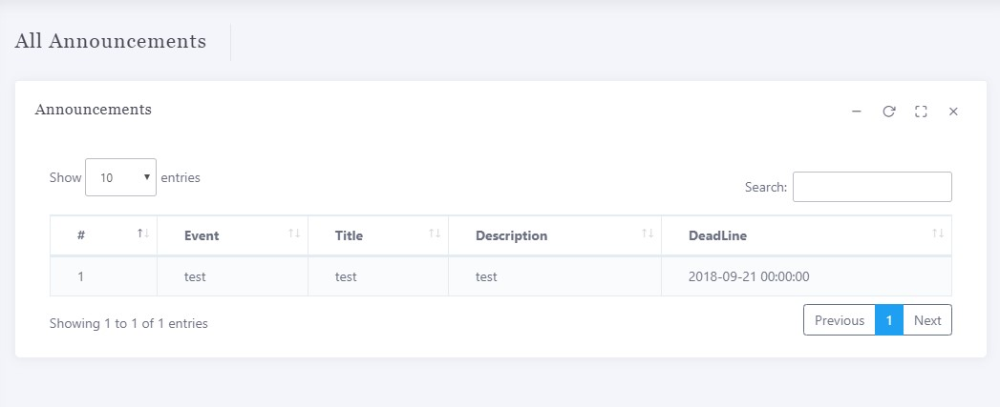 All Announcements
Announcements
Show 10 entries
Search:
# Event Title Description DeadLine
1 test test test 2018-09-21 00:00:00
Showing 1 to 1 of 1 entries
Previous 1 Next